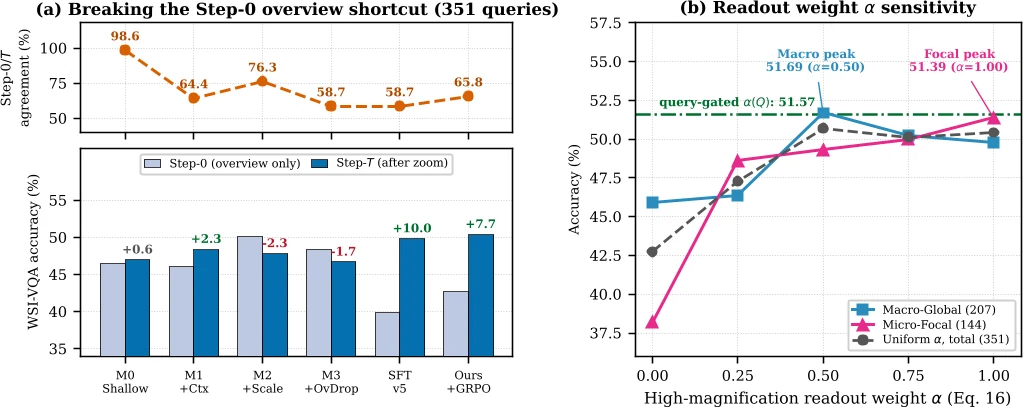 (a) Breaking the Step-0 overview shortcut (351 queries)
Step-0/T
agreement (%)
100
75
50
98.6
64.4
76.3
58.7
58.7
65.8
WSI-VQA accuracy (%)
55
50
45
40
35
Step-0 (overview only)
Step-T (after zoom)
+0.6
+2.3
-2.3
-1.7
+10.0
+7.7
M0
Shallow
M1
+Ctx
M2
+Scale
M3
+OvDrop
SFT
v5
Ours
+GRPO
(b) Readout weight α sensitivity
Accuracy (%)
57.5
55.0
52.5
50.0
47.5
45.0
42.5
40.0
37.5
Macro peak
51.69 (α=0.50)
Focal peak
51.39 (α=1.00)
query-gated α(Q): 51.57
Macro-Global (207)
Micro-Focal (144)
Uniform α, total (351)
0.00
0.25
0.50
0.75
1.00
High-magnification readout weight α (Eq. 16)